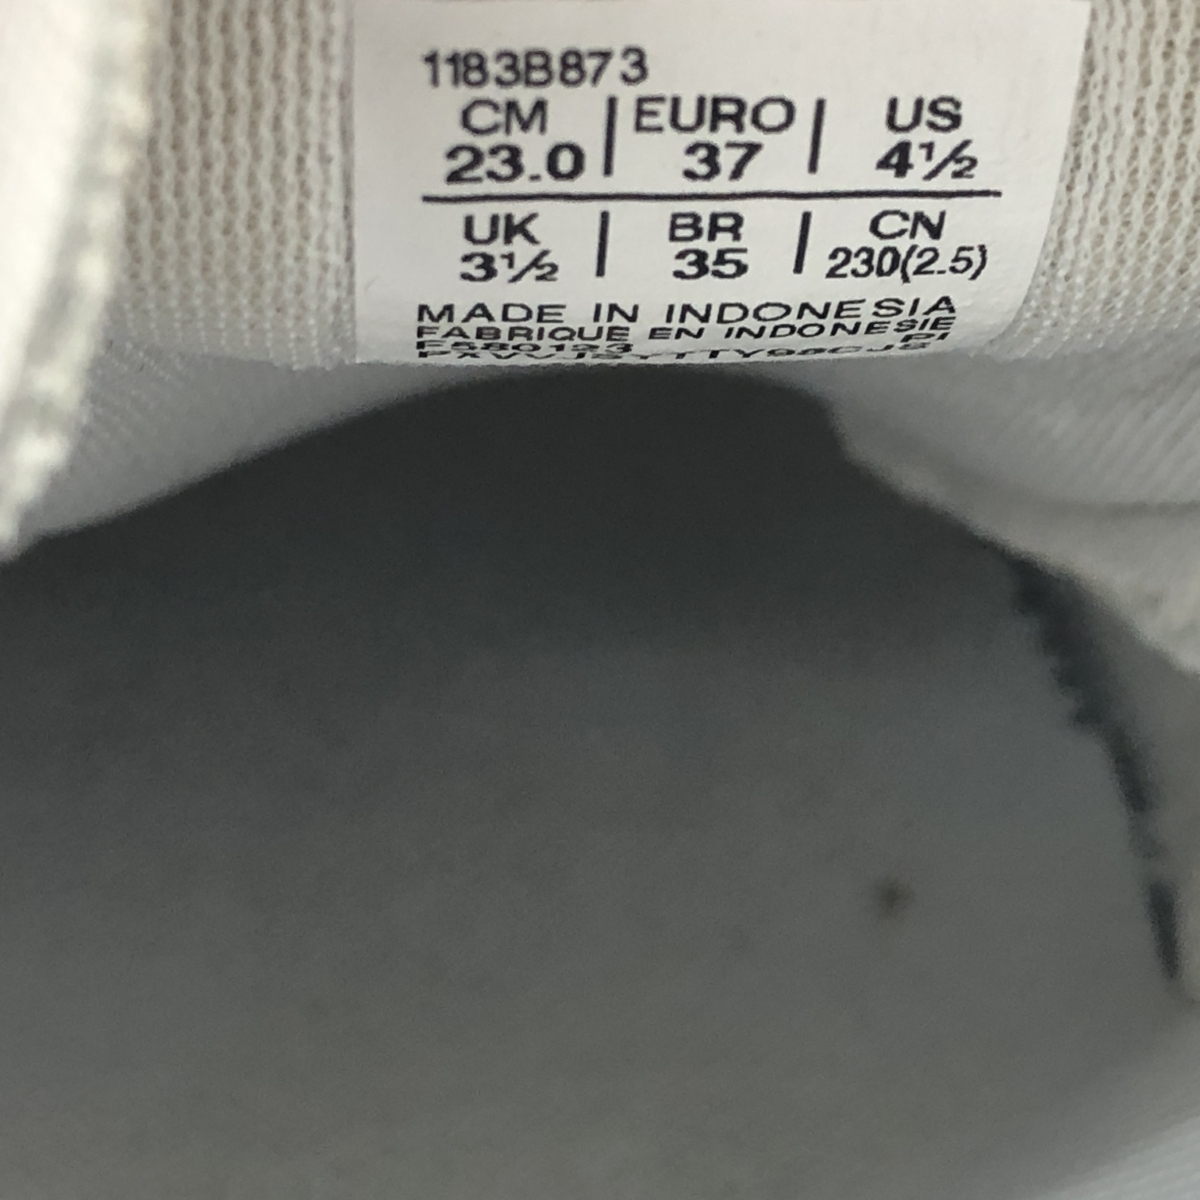 1183B873
CM | EURO | US
23.0 | 37 | 4½
UK | BR | CN
3½ | 35 | 230(2.5)
MADE IN INDONESIA
FABRIQUE EN INDONESIE
PI